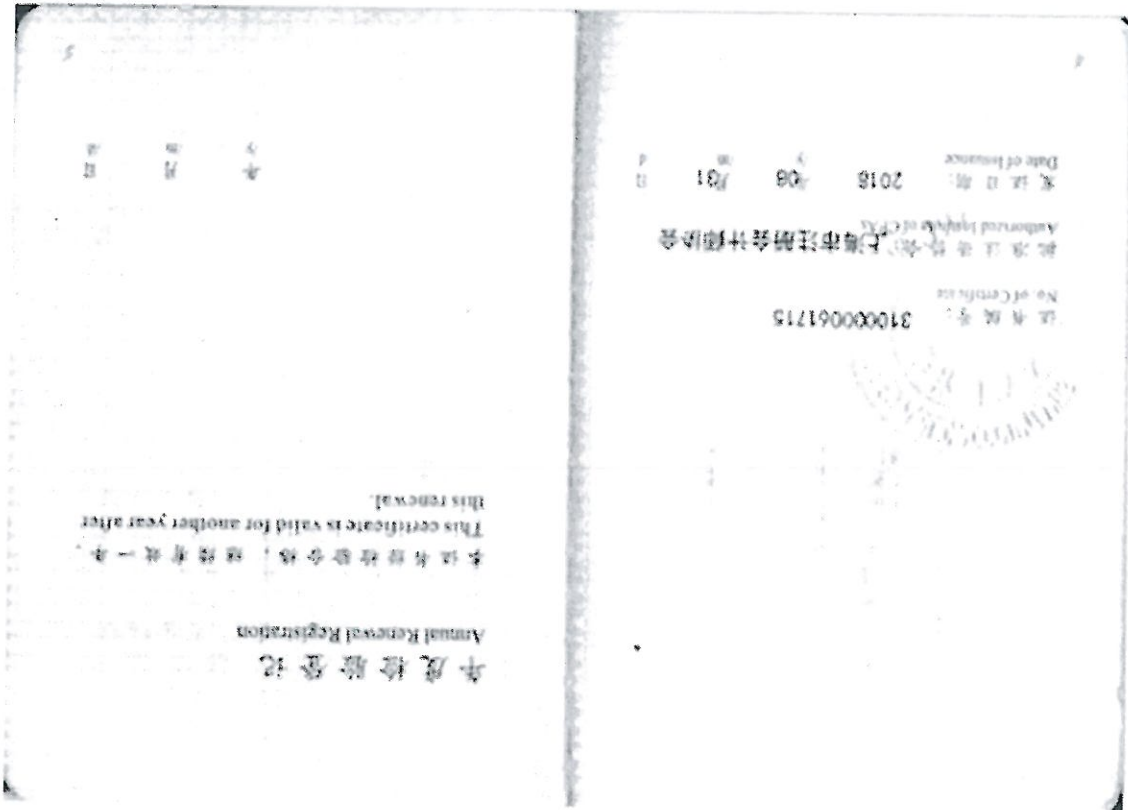 证书编号： 310000061715
No. of Certificate
批准注册协会： 上海市注册会计师协会
Authorized Institute of CPAs
发证日期： 2018 年 08 月 31 日
Date of Issuance y m d
4
年度检验登记
Annual Renewal Registration
本证书经检验合格，继续有效一年。
This certificate is valid for another year after
this renewal.
年 月 日
y m d
5